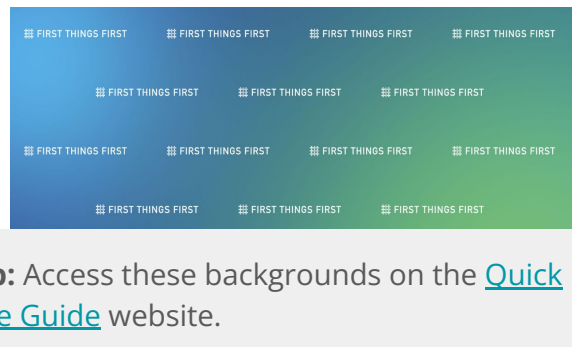 FIRST THINGS FIRST FIRST THINGS FIRST FIRST THINGS FIRST FIRST THINGS FIRST
FIRST THINGS FIRST FIRST THINGS FIRST FIRST THINGS FIRST
FIRST THINGS FIRST FIRST THINGS FIRST FIRST THINGS FIRST FIRST THINGS FIRST
FIRST THINGS FIRST FIRST THINGS FIRST FIRST THINGS FIRST
: Access these backgrounds on the Quick
e Guide website.